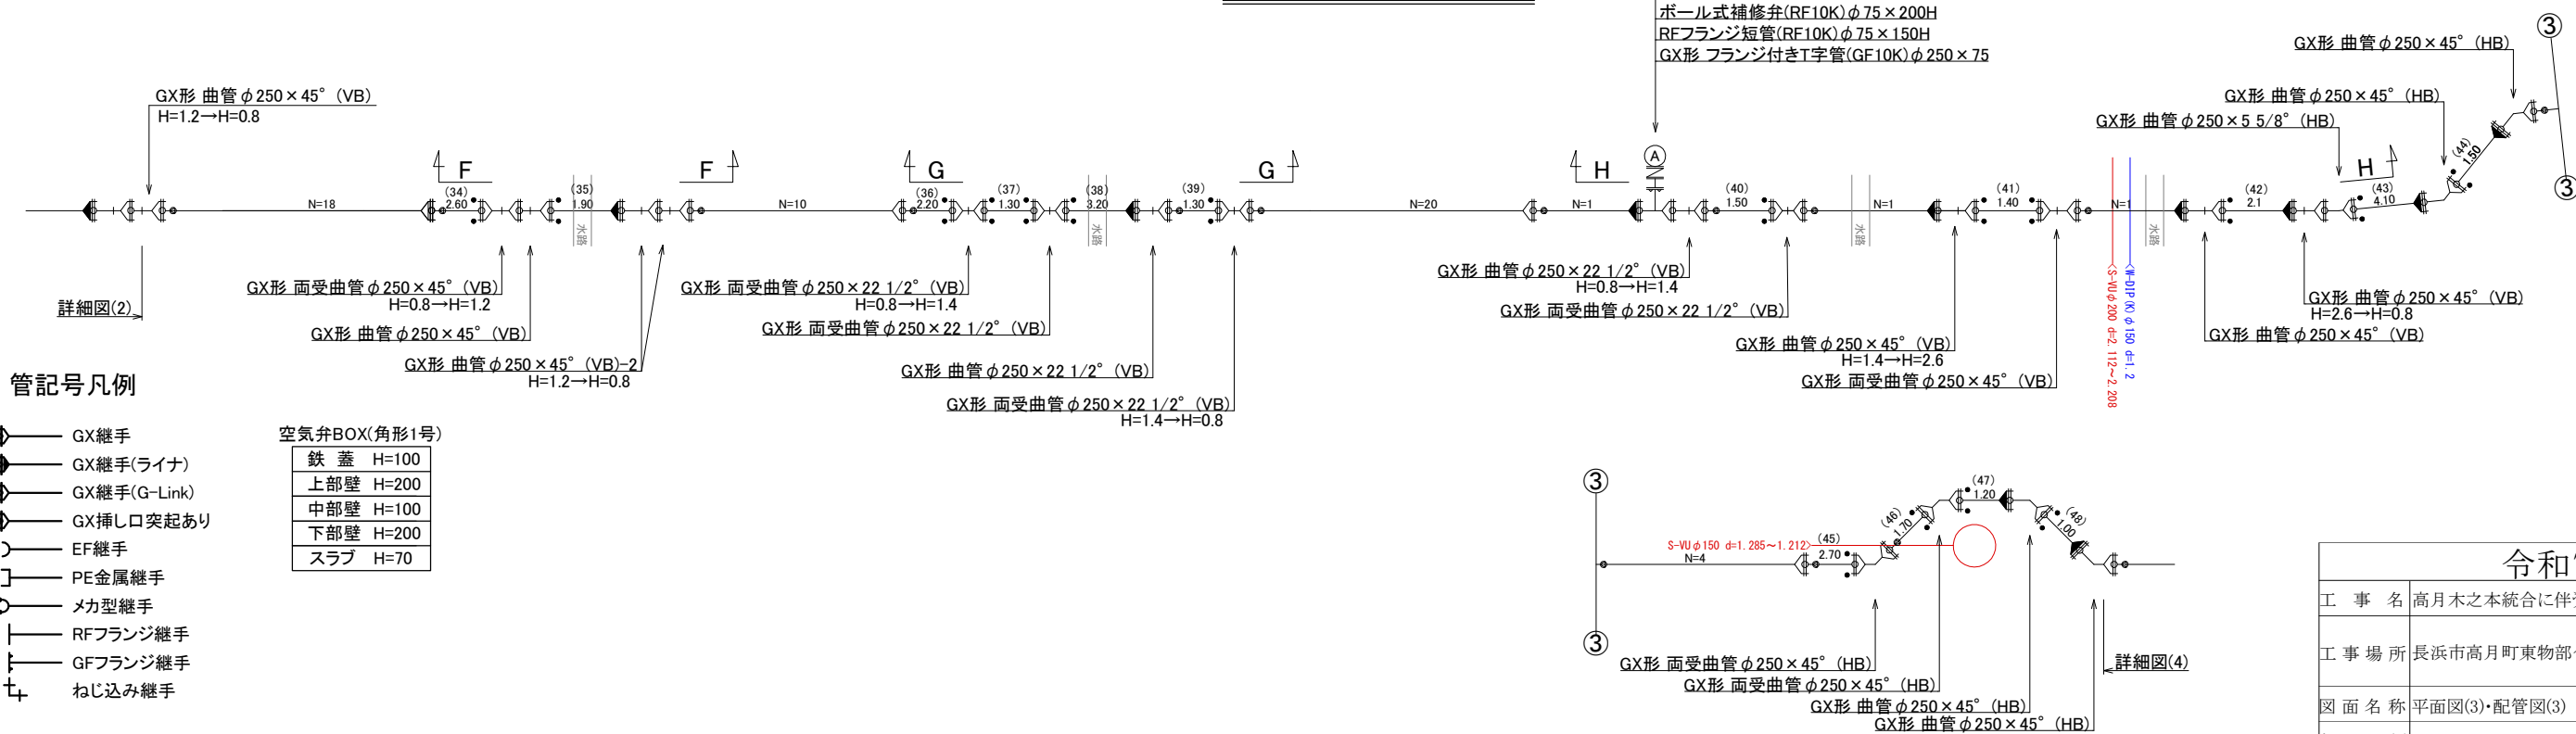 ボール式補修弁(RF10K)φ75×200H
RFフランジ短管(RF10K)φ75×150H
GX形 フランジ付きT字管(GF10K)φ250×75
GX形 曲管φ250×45° (HB)
③
GX形 曲管φ250×45° (VB)
H=1.2→H=0.8
GX形 曲管φ250×45° (HB)
GX形 曲管φ250×5 5/8° (HB)
F
F
G
G
H
A
H
③
N=18
(34)
2.60
(35)
1.90
N=10
(36)
2.20
(37)
1.30
(38)
3.20
(39)
1.30
N=20
N=1
(40)
1.50
N=1
(41)
1.40
N=1
(42)
2.1
(43)
4.10
(44)
1.50
水路
水路
水路
水路
S-VUφ200 d=2.112~2.208
W-DIP(K)φ150 d=1.2
詳細図(2)
GX形 両受曲管φ250×45° (VB)
H=0.8→H=1.2
GX形 曲管φ250×45° (VB)
GX形 曲管φ250×45° (VB)-2
H=1.2→H=0.8
GX形 両受曲管φ250×22 1/2° (VB)
H=0.8→H=1.4
GX形 両受曲管φ250×22 1/2° (VB)
GX形 曲管φ250×22 1/2° (VB)
GX形 両受曲管φ250×22 1/2° (VB)
H=1.4→H=0.8
GX形 曲管φ250×22 1/2° (VB)
H=0.8→H=1.4
GX形 両受曲管φ250×22 1/2° (VB)
GX形 曲管φ250×45° (VB)
H=1.4→H=2.6
GX形 両受曲管φ250×45° (VB)
GX形 曲管φ250×45° (VB)
H=2.6→H=0.8
GX形 曲管φ250×45° (VB)
管記号凡例
GX継手
GX継手(ライナ)
GX継手(G-Link)
GX挿し口突起あり
EF継手
PE金属継手
メカ型継手
RFフランジ継手
GFフランジ継手
ねじ込み継手
空気弁BOX(角形1号)
鉄 蓋 H=100
上部壁 H=200
中部壁 H=100
下部壁 H=200
スラブ H=70
③
S-VUφ150 d=1.285~1.212
N=4
(45)
2.70
(46)
1.70
(47)
1.20
(48)
1.00
③
GX形 両受曲管φ250×45° (HB)
GX形 両受曲管φ250×45° (HB)
GX形 曲管φ250×45° (HB)
GX形 曲管φ250×45° (HB)
詳細図(4)
令和
工 事 名 高月木之本統合に伴
工 事 場 所 長浜市高月町東物部
図 面 名 称 平面図(3)・配管図(3)